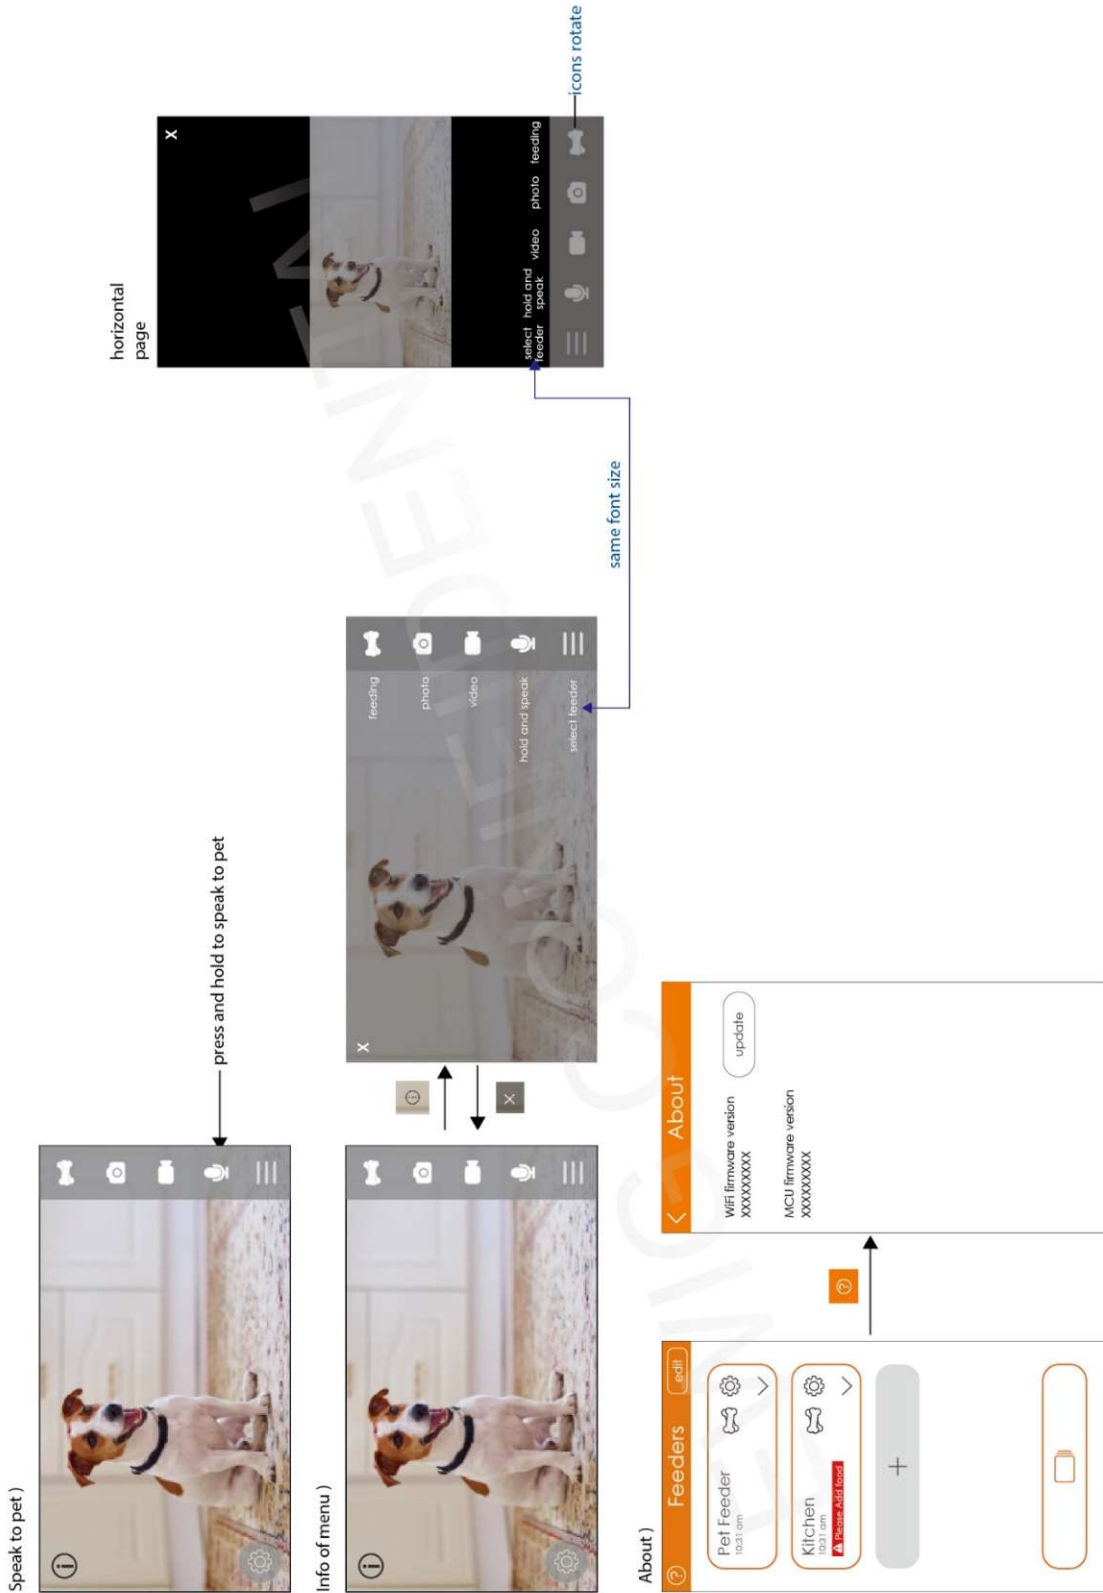 Speak to pet )
press and hold to speak to pet
Info of menu )
X
feeding
photo
video
hold and speak
select feeder
same font size
horizontal
page
X
select hold and video photo feeding
feeder speak
icons rotate
About )
Feeders
edit
Pet Feeder
10:31 am
Kitchen
10:31 am
Please Add food
+
About
WiFi firmware version
XXXXXXXXXX
update
MCU firmware version
XXXXXXXXXX